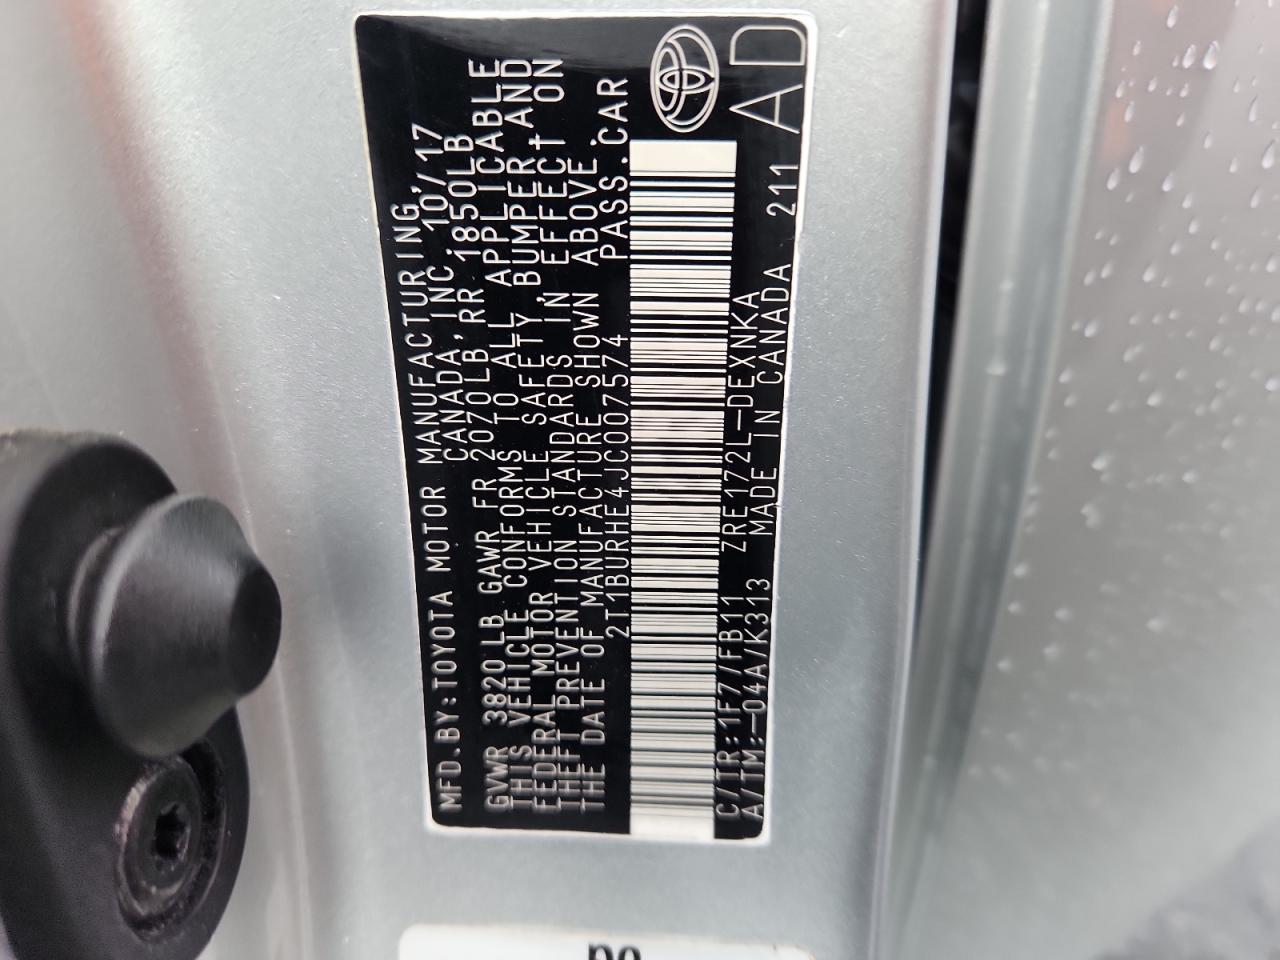 MFD.BY:TOYOTA MOTOR MANUFACTURING,
CANADA,INC. 10/17
GVWR 3820LB GAWR FR 2070LB,RR 1850LB
THIS VEHICLE CONFORMS TO ALL APPLICABLE
FEDERAL MOTOR VEHICLE SAFETY,BUMPER AND
THEFT PREVENTION STANDARDS IN EFFECT ON
THE DATE OF MANUFACTURE SHOWN ABOVE.
2T1BURHE4JC007574 PASS.CAR
C/TR:1F7/FB11 ZRE172L-DEXNKA
A/TM:-04A/K313 MADE IN CANADA 211 AD